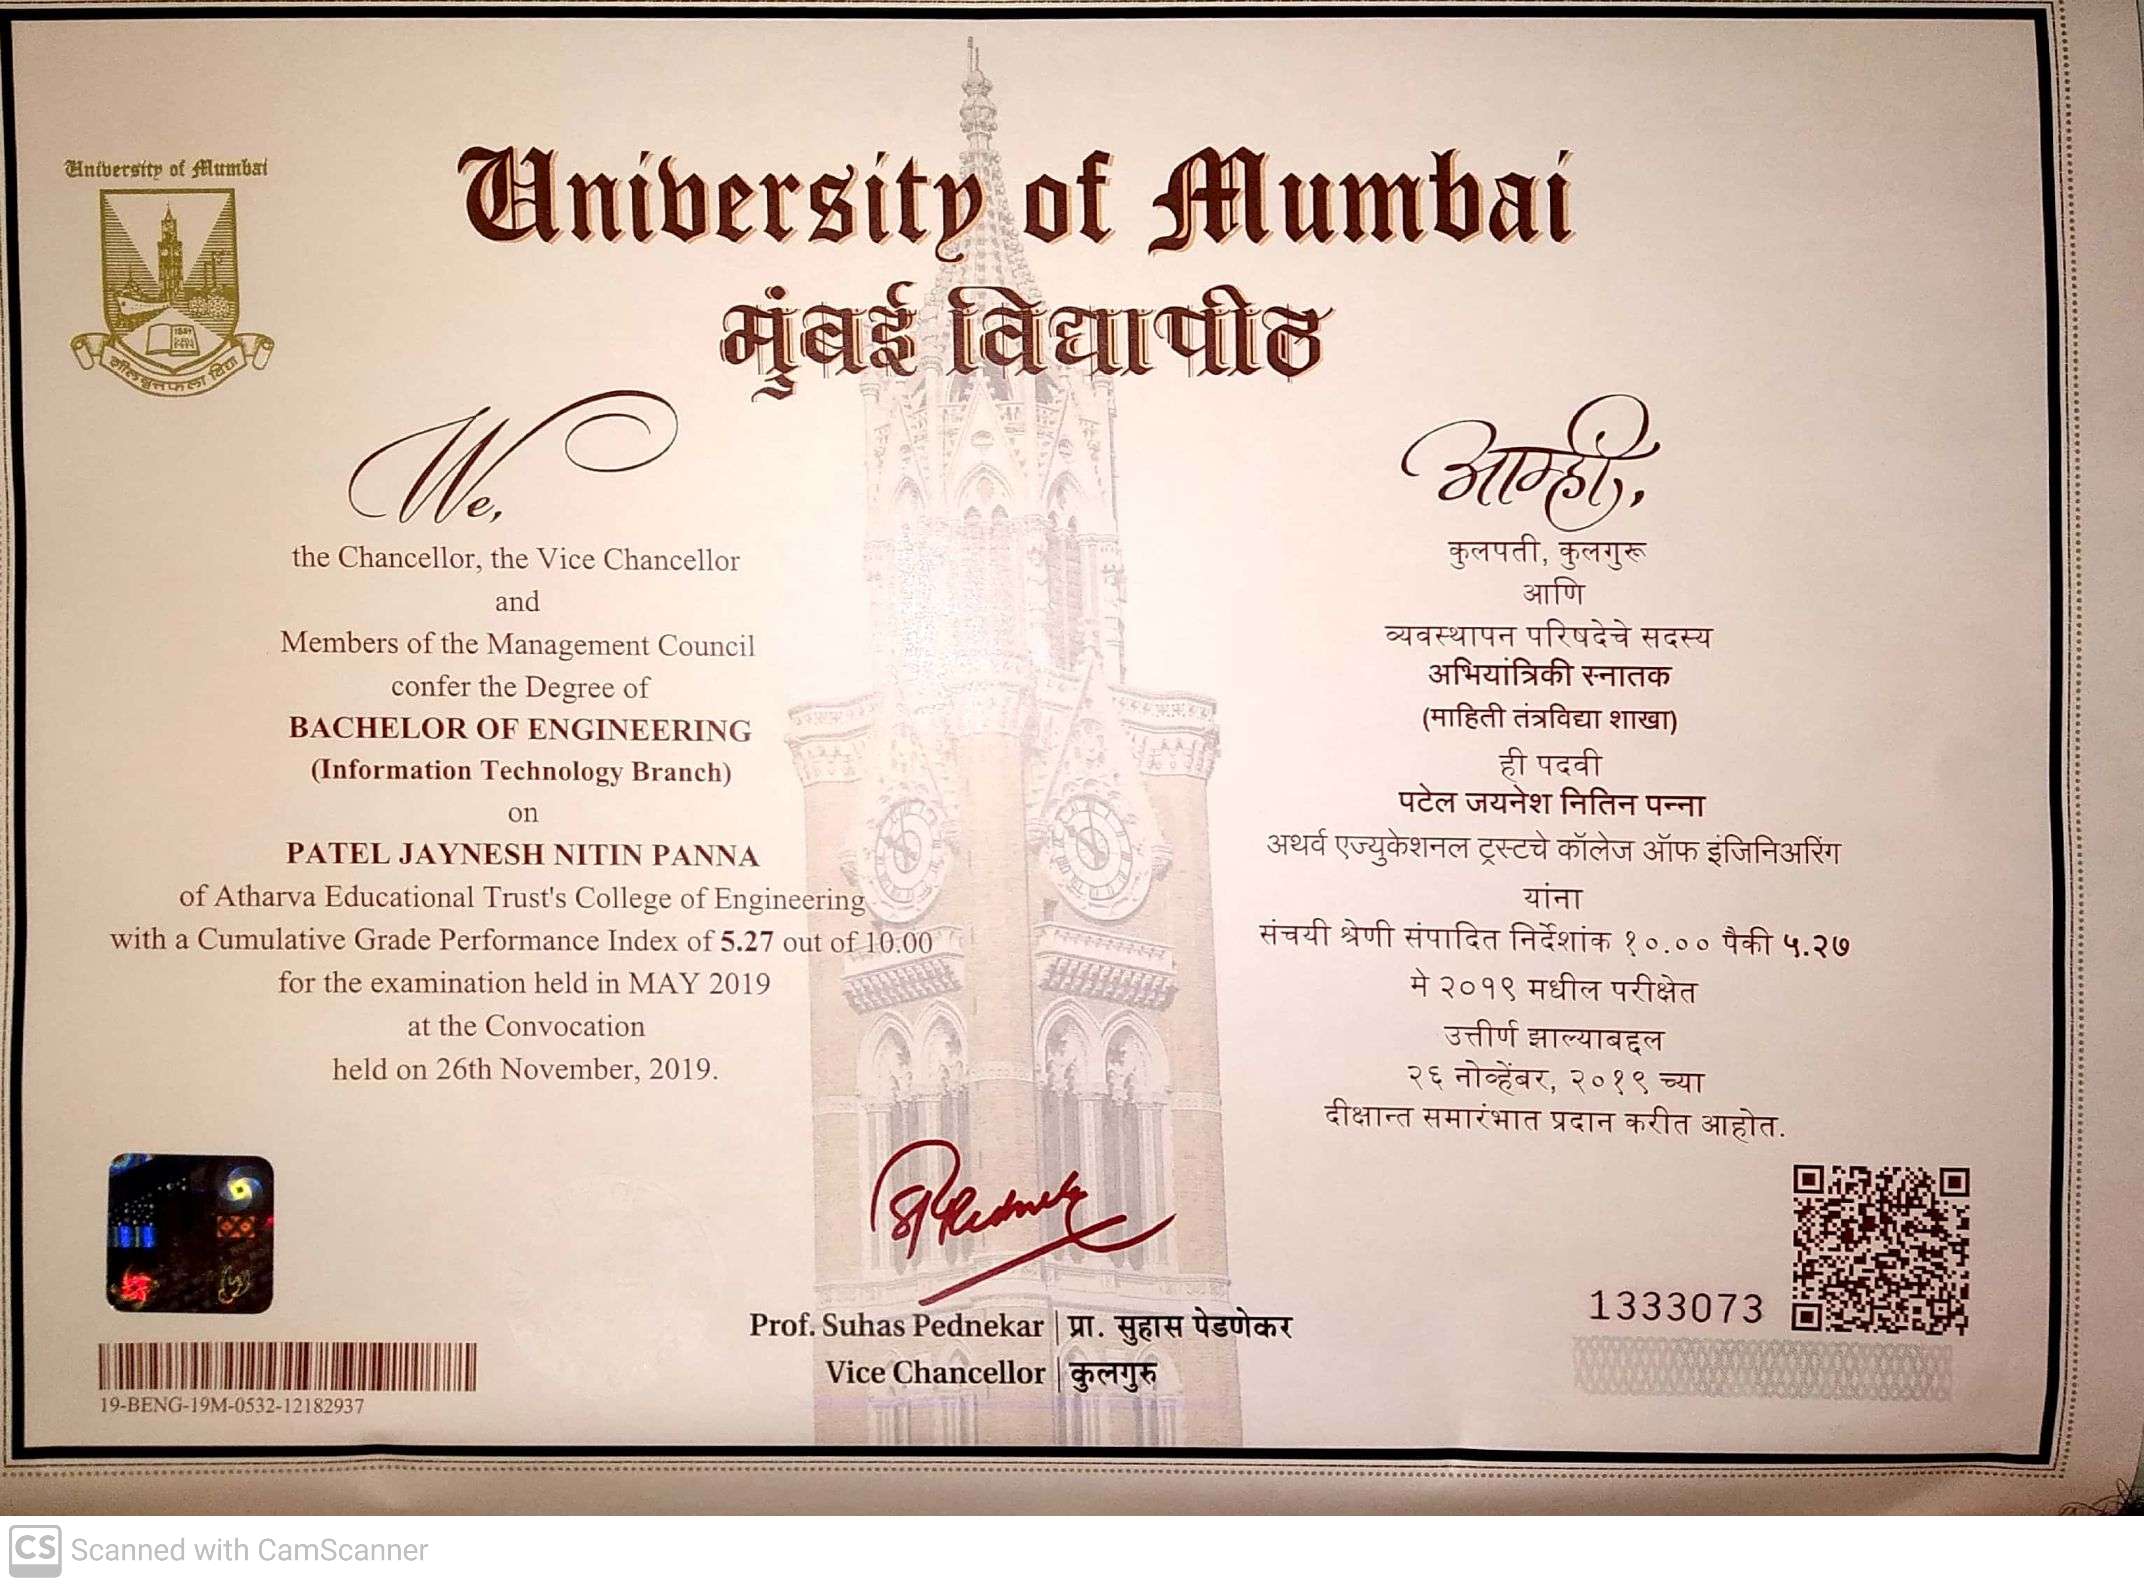 University of Mumbai
University of Mumbai
मुंबई विद्यापीठ
शीलवृत्तफला विद्या
We,
the Chancellor, the Vice Chancellor
and
Members of the Management Council
confer the Degree of
BACHELOR OF ENGINEERING
(Information Technology Branch)
on
PATEL JAYNESH NITIN PANNA
of Atharva Educational Trust's College of Engineering
with a Cumulative Grade Performance Index of 5.27 out of 10.00
for the examination held in MAY 2019
at the Convocation
held on 26th November, 2019.
आम्ही,
कुलपती, कुलगुरू
आणि
व्यवस्थापन परिषदेचे सदस्य
अभियांत्रिकी स्नातक
(माहिती तंत्रविद्या शाखा)
ही पदवी
पटेल जयनेश नितिन पन्ना
अथर्व एज्युकेशनल ट्रस्टचे कॉलेज ऑफ इंजिनिअरिंग
यांना
संचयी श्रेणी संपादित निर्देशांक १०.०० पैकी ५.२७
मे २०१९ मधील परीक्षेत
उत्तीर्ण झाल्याबद्दल
२६ नोव्हेंबर, २०१९ च्या
दीक्षान्त समारंभात प्रदान करीत आहोत.
Prof. Suhas Pednekar | प्रा. सुहास पेडणेकर
Vice Chancellor | कुलगुरु
1333073
19-BENG-19M-0532-12182937
CS Scanned with CamScanner